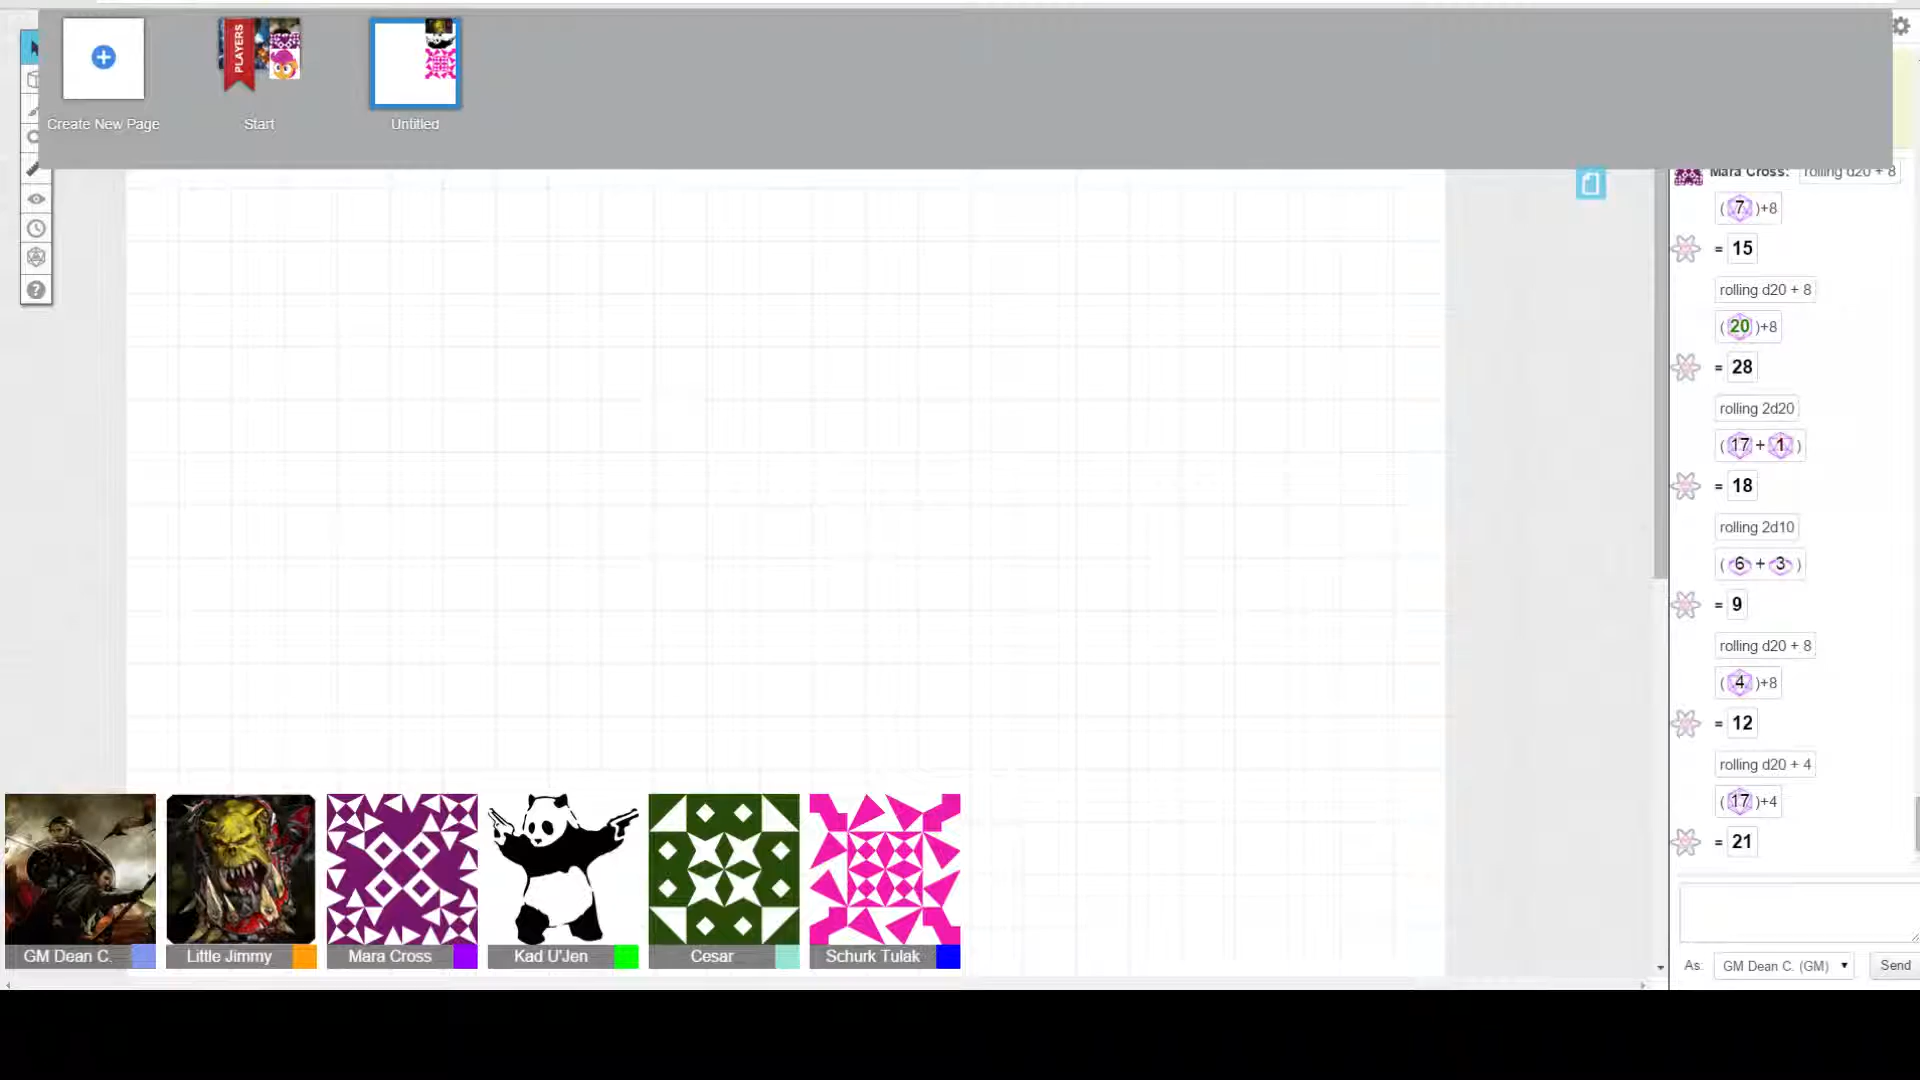 PLAYERS
Create New Page
Start
Untitled
Mara Cross: rolling d20 + 8
(7)+8
= 15
rolling d20 + 8
(20)+8
= 28
rolling 2d20
(17+1)
= 18
rolling 2d10
(6+3)
= 9
rolling d20 + 8
(4)+8
= 12
rolling d20 + 4
(17)+4
= 21
GM Dean C.
Little Jimmy
Mara Cross
Kad U'Jen
Cesar
Schurk Tulak
As: GM Dean C. (GM) Send